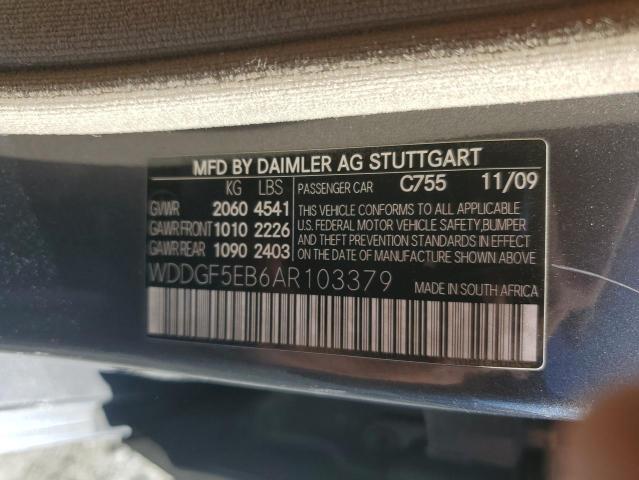 MFD BY DAIMLER AG STUTTGART
KG LBS PASSENGER CAR C755 11/09
GVWR 2060 4541 THIS VEHICLE CONFORMS TO ALL APPLICABLE
GAWR FRONT 1010 2226 U.S. FEDERAL MOTOR VEHICLE SAFETY, BUMPER
GAWR REAR 1090 2403 AND THEFT PREVENTION STANDARDS IN EFFECT
ON THE DATE OF MANUFACTURE SHOWN ABOVE
WDDGF5EB6AR103379 MADE IN SOUTH AFRICA